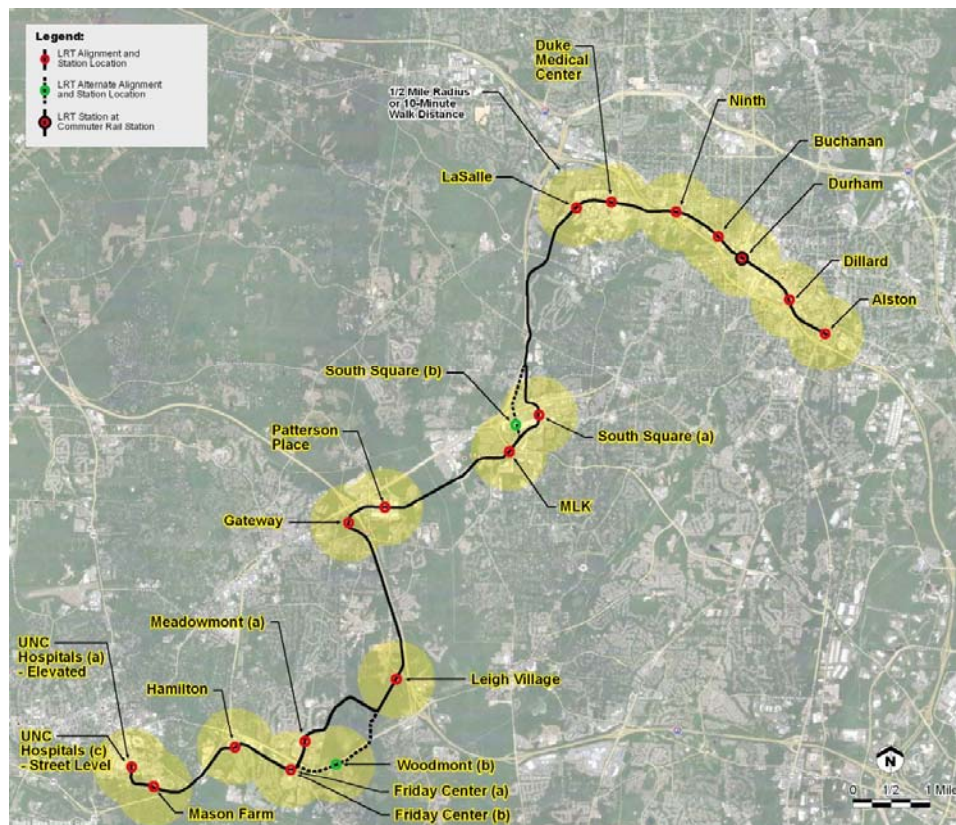 Legend:
LRT Alignment and
Station Location
LRT Alternate Alignment
and Station Location
LRT Station at
Commuter Rail Station
Duke
Medical
Center
1/2 Mile Radius
or 10-Minute
Walk Distance
Ninth
Buchanan
LaSalle
Durham
Dillard
Alston
South Square (b)
South Square (a)
Patterson
Place
MLK
Gateway
Meadowmont (a)
UNC
Hospitals (a)
- Elevated
Hamilton
Leigh Village
UNC
Hospitals (c)
- Street Level
Woodmont (b)
Friday Center (a)
Mason Farm
Friday Center (b)
N
0 1/2 1 Mile